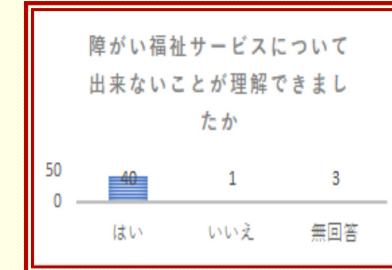 障がい福祉サービスについて
出来ないことが理解できまし
たか
50
40 1 3
0
はい いいえ 無回答